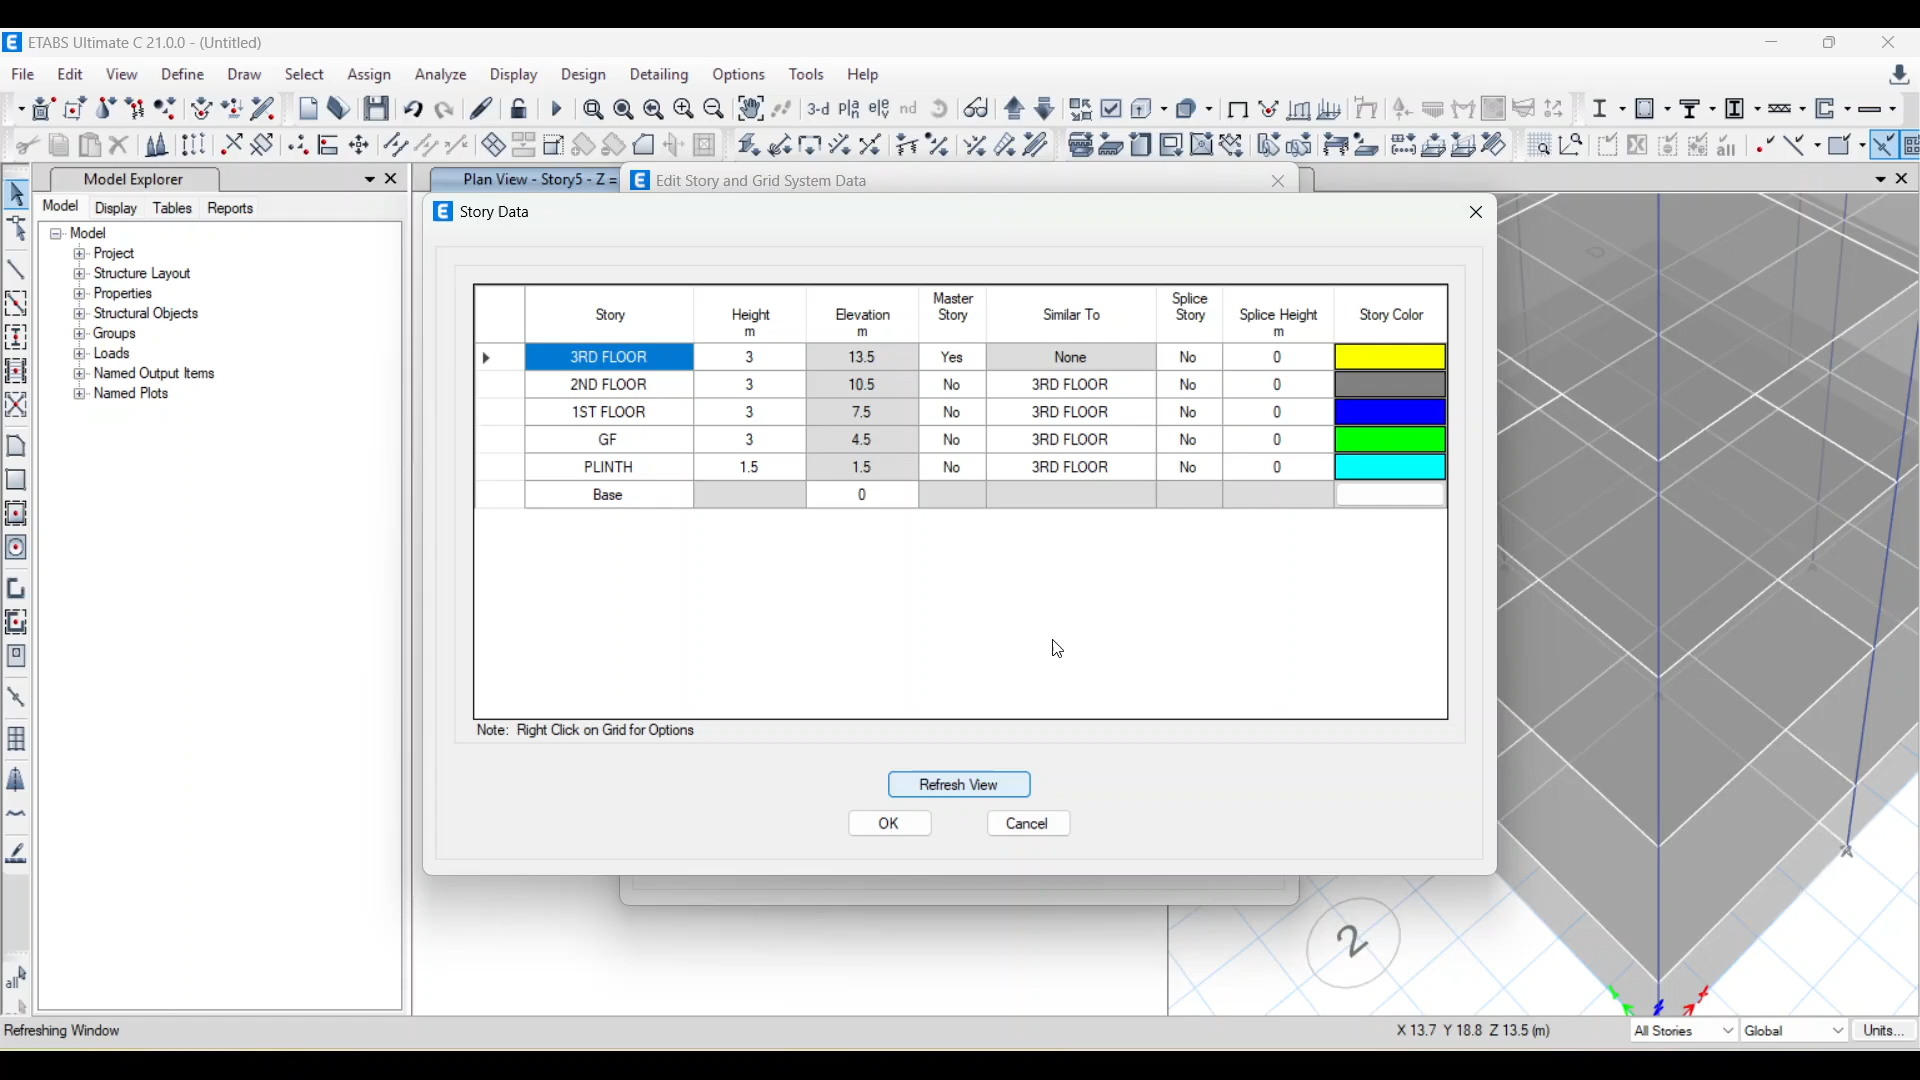 ETABS Ultimate C 21.0.0 - (Untitled)
File Edit View Define Draw Select Assign Analyze Display Design Detailing Options Tools Help
3-d pla ele nd
all
Model Explorer
Plan View - Story5 - Z =
E Edit Story and Grid System Data
Model Display Tables Reports
E Story Data
Model
Project
Structure Layout
Properties
Structural Objects
Groups
Loads
Named Output Items
Named Plots
Story Height m Elevation m Master Story Similar To Splice Story Splice Height m Story Color
3RD FLOOR 3 13.5 Yes None No 0
2ND FLOOR 3 10.5 No 3RD FLOOR No 0
1ST FLOOR 3 7.5 No 3RD FLOOR No 0
GF 3 4.5 No 3RD FLOOR No 0
PLINTH 1.5 1.5 No 3RD FLOOR No 0
Base 0
Note: Right Click on Grid for Options
Refresh View
OK Cancel
2
all
Refreshing Window
X 13.7 Y 18.8 Z 13.5 (m)
All Stories
Global
Units...